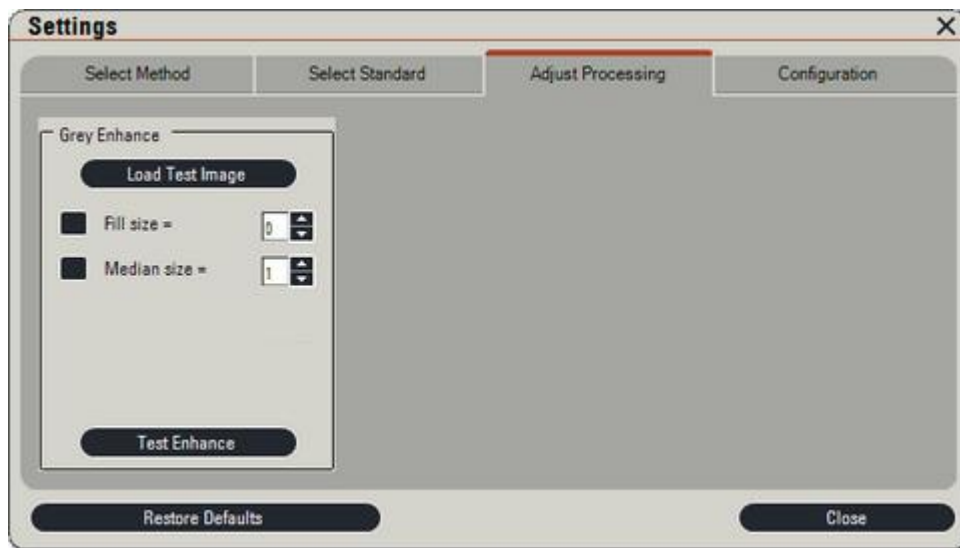 Settings
Select Method Select Standard Adjust Processing Configuration
Grey Enhance
Load Test Image
Fill size = 0
Median size = 1
Test Enhance
Restore Defaults Close